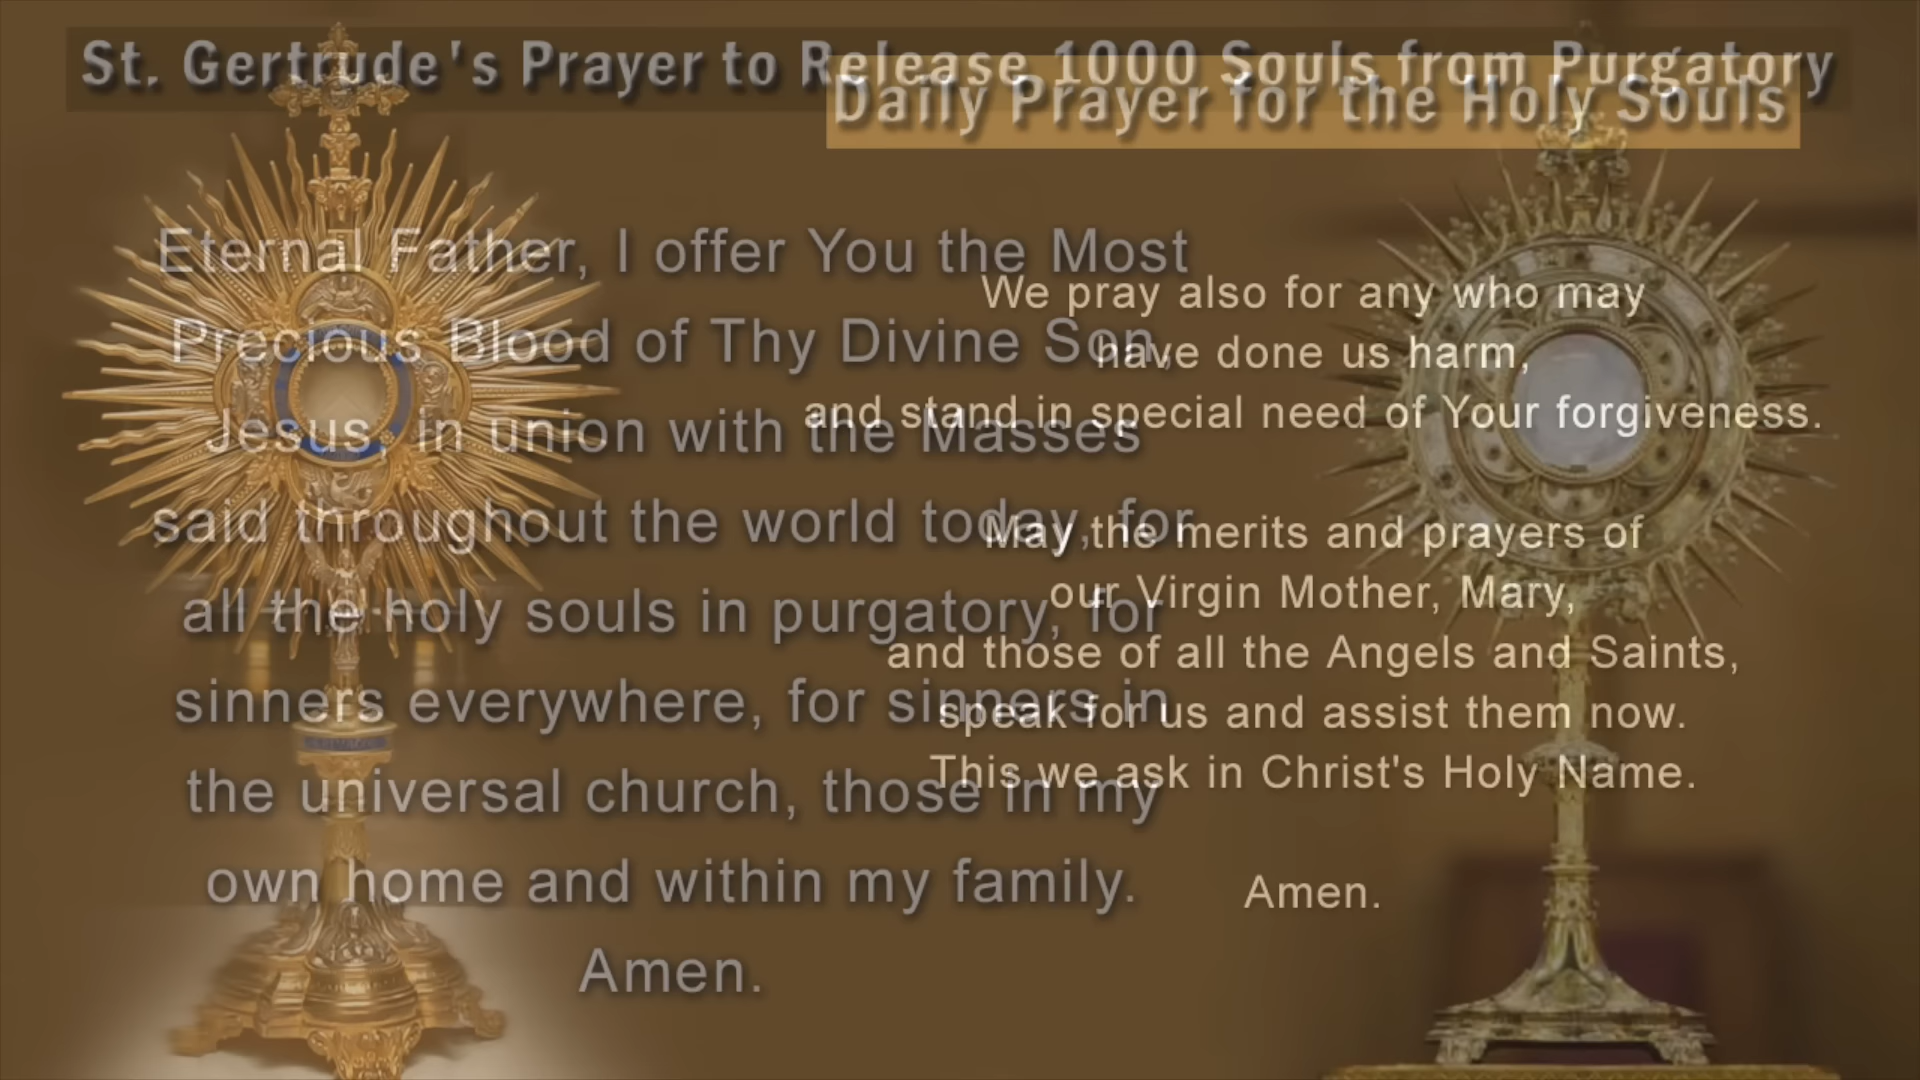 St. Gertrude's Prayer to Release 1000 Souls from Purgatory
Eternal Father, I offer You the Most
Precious Blood of Thy Divine Son,
Jesus, in union with the Masses
said throughout the world today, for
all the holy souls in purgatory, for
sinners everywhere, for sinners in
the universal church, those in my
own home and within my family.
Amen.
Daily Prayer for the Holy Souls
We pray also for any who may
have done us harm,
and stand in special need of Your forgiveness.
May the merits and prayers of
our Virgin Mother, Mary,
and those of all the Angels and Saints,
speak for us and assist them now.
This we ask in Christ's Holy Name.
Amen.